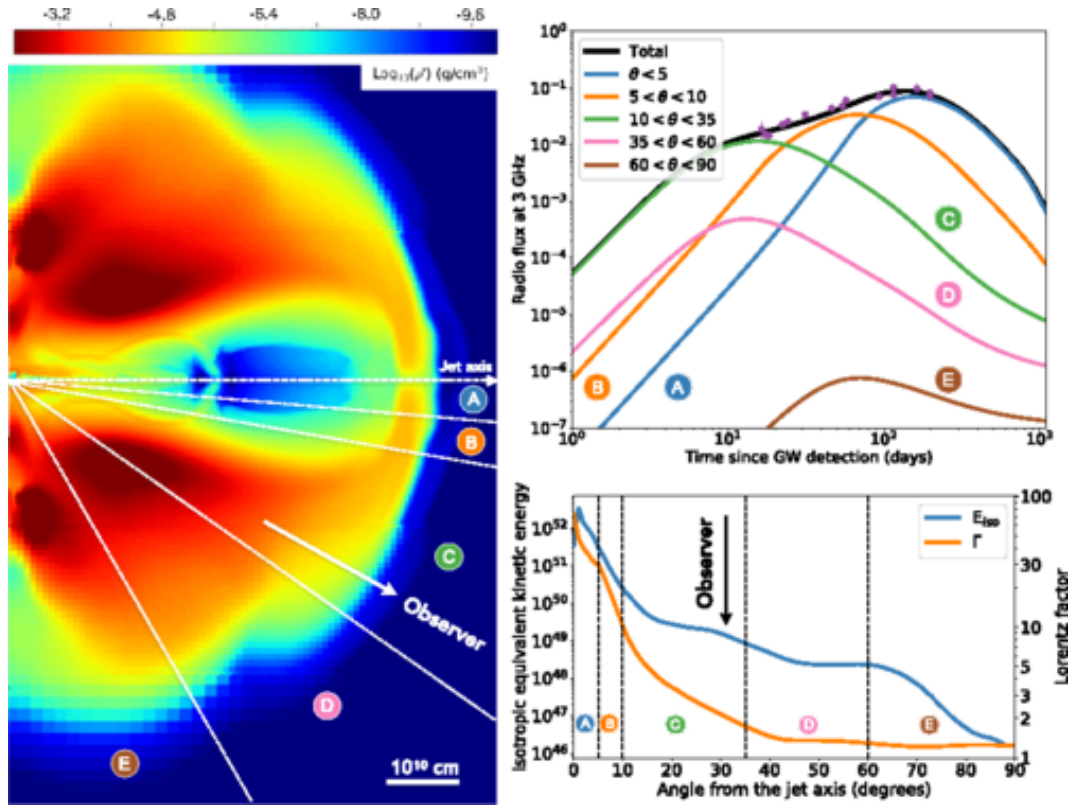 -3.2 -4.8 -6.4 -8.0 -9.6
Log₁₀(ρ') (g/cm³)
Jet axis
A
B
C
Observer
D
E
10¹⁰ cm
Total
θ < 5
5 < θ < 10
10 < θ < 35
35 < θ < 60
60 < θ < 90
Radio flux at 3 GHz
10⁰
10⁻¹
10⁻²
10⁻³
10⁻⁴
10⁻⁵
10⁻⁶
10⁻⁷
C
D
B
A
E
10⁰ 10¹ 10² 10³
Time since GW detection (days)
isotropic equivalent kinetic energy
10⁵²
10⁵¹
10⁵⁰
10⁴⁹
10⁴⁸
10⁴⁷
10⁴⁶
Observer
E_iso
Γ
A B C D E
100
30
10
5
3
2
1
Lorentz factor
0 10 20 30 40 50 60 70 80 90
Angle from the jet axis (degrees)